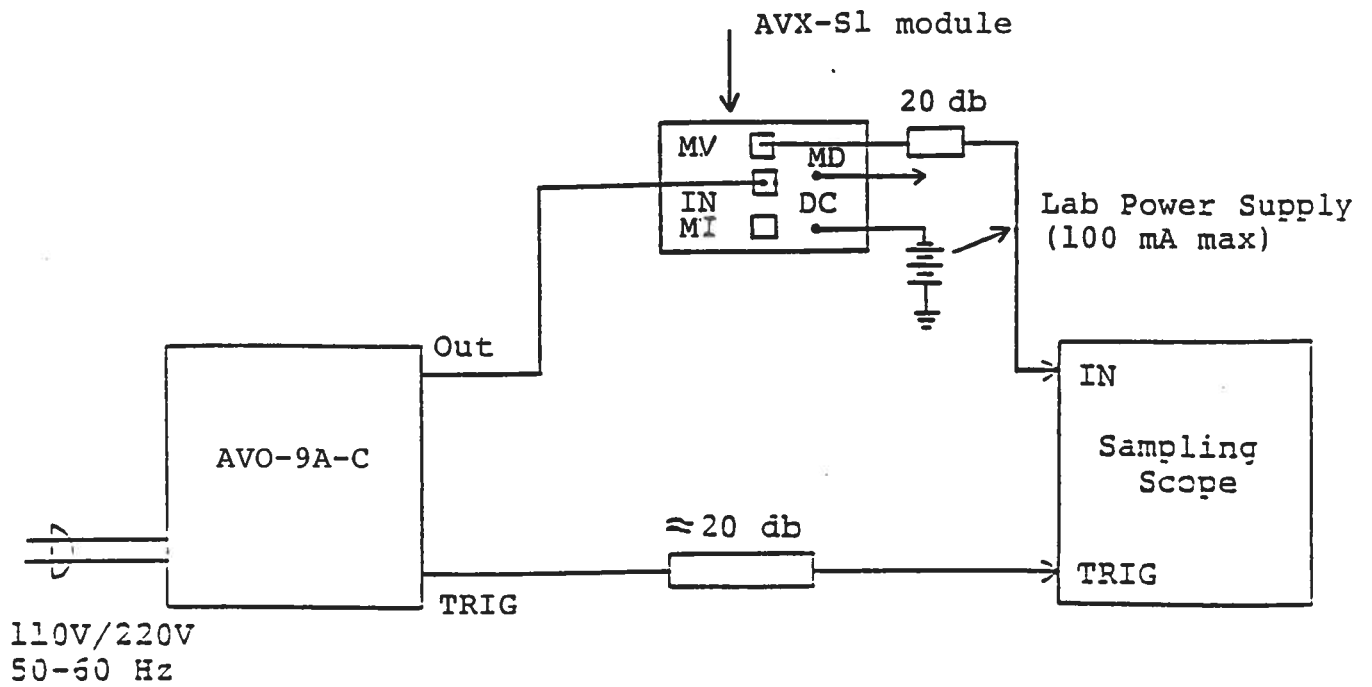 AVX-S1 module
20 db
MV
MD
IN
DC
MI
Lab Power Supply
(100 mA max)
Out
IN
AVO-9A-C
Sampling
Scope
≈20 db
TRIG
TRIG
110V/220V
50-60 Hz